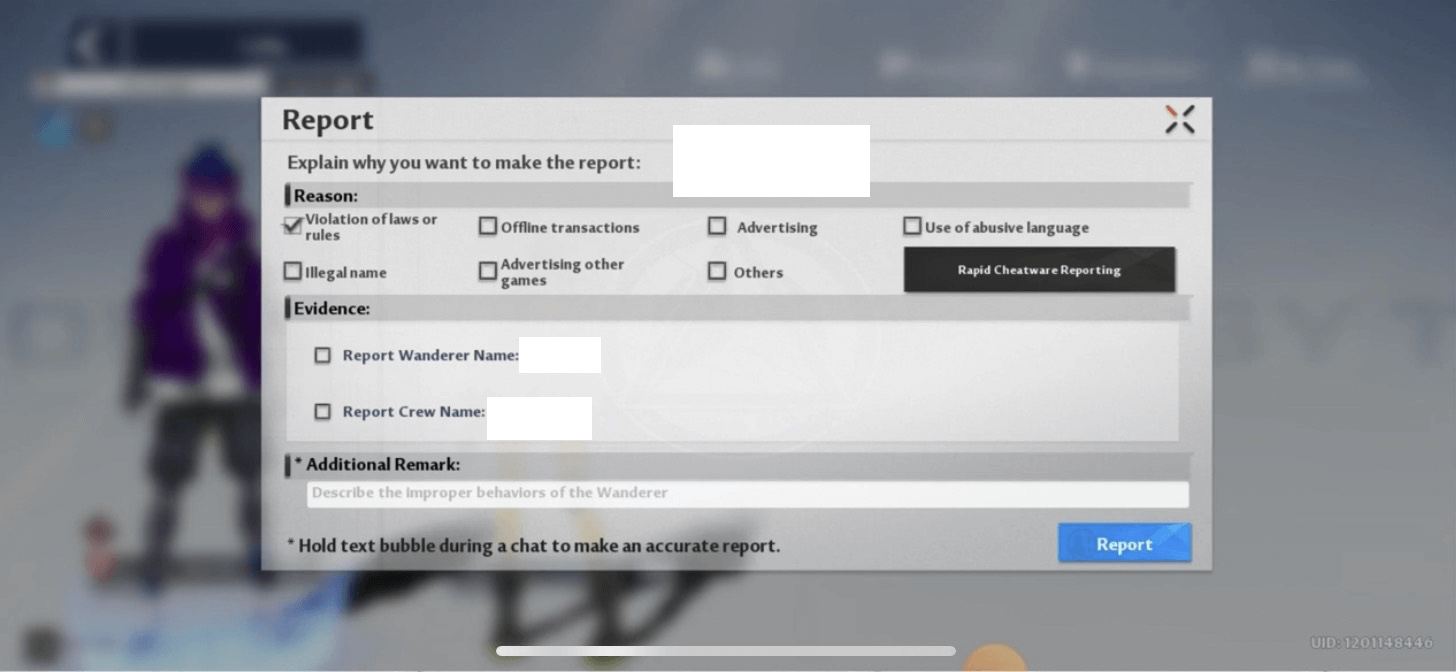 Report
Explain why you want to make the report:
Reason:
Violation of laws or
rules
Offline transactions
Advertising
Use of abusive language
Illegal name
Advertising other
games
Others
Rapid Cheatware Reporting
Evidence:
Report Wanderer Name:
Report Crew Name:
* Additional Remark:
Describe the improper behaviors of the Wanderer
* Hold text bubble during a chat to make an accurate report.
Report
UID: 1201148446